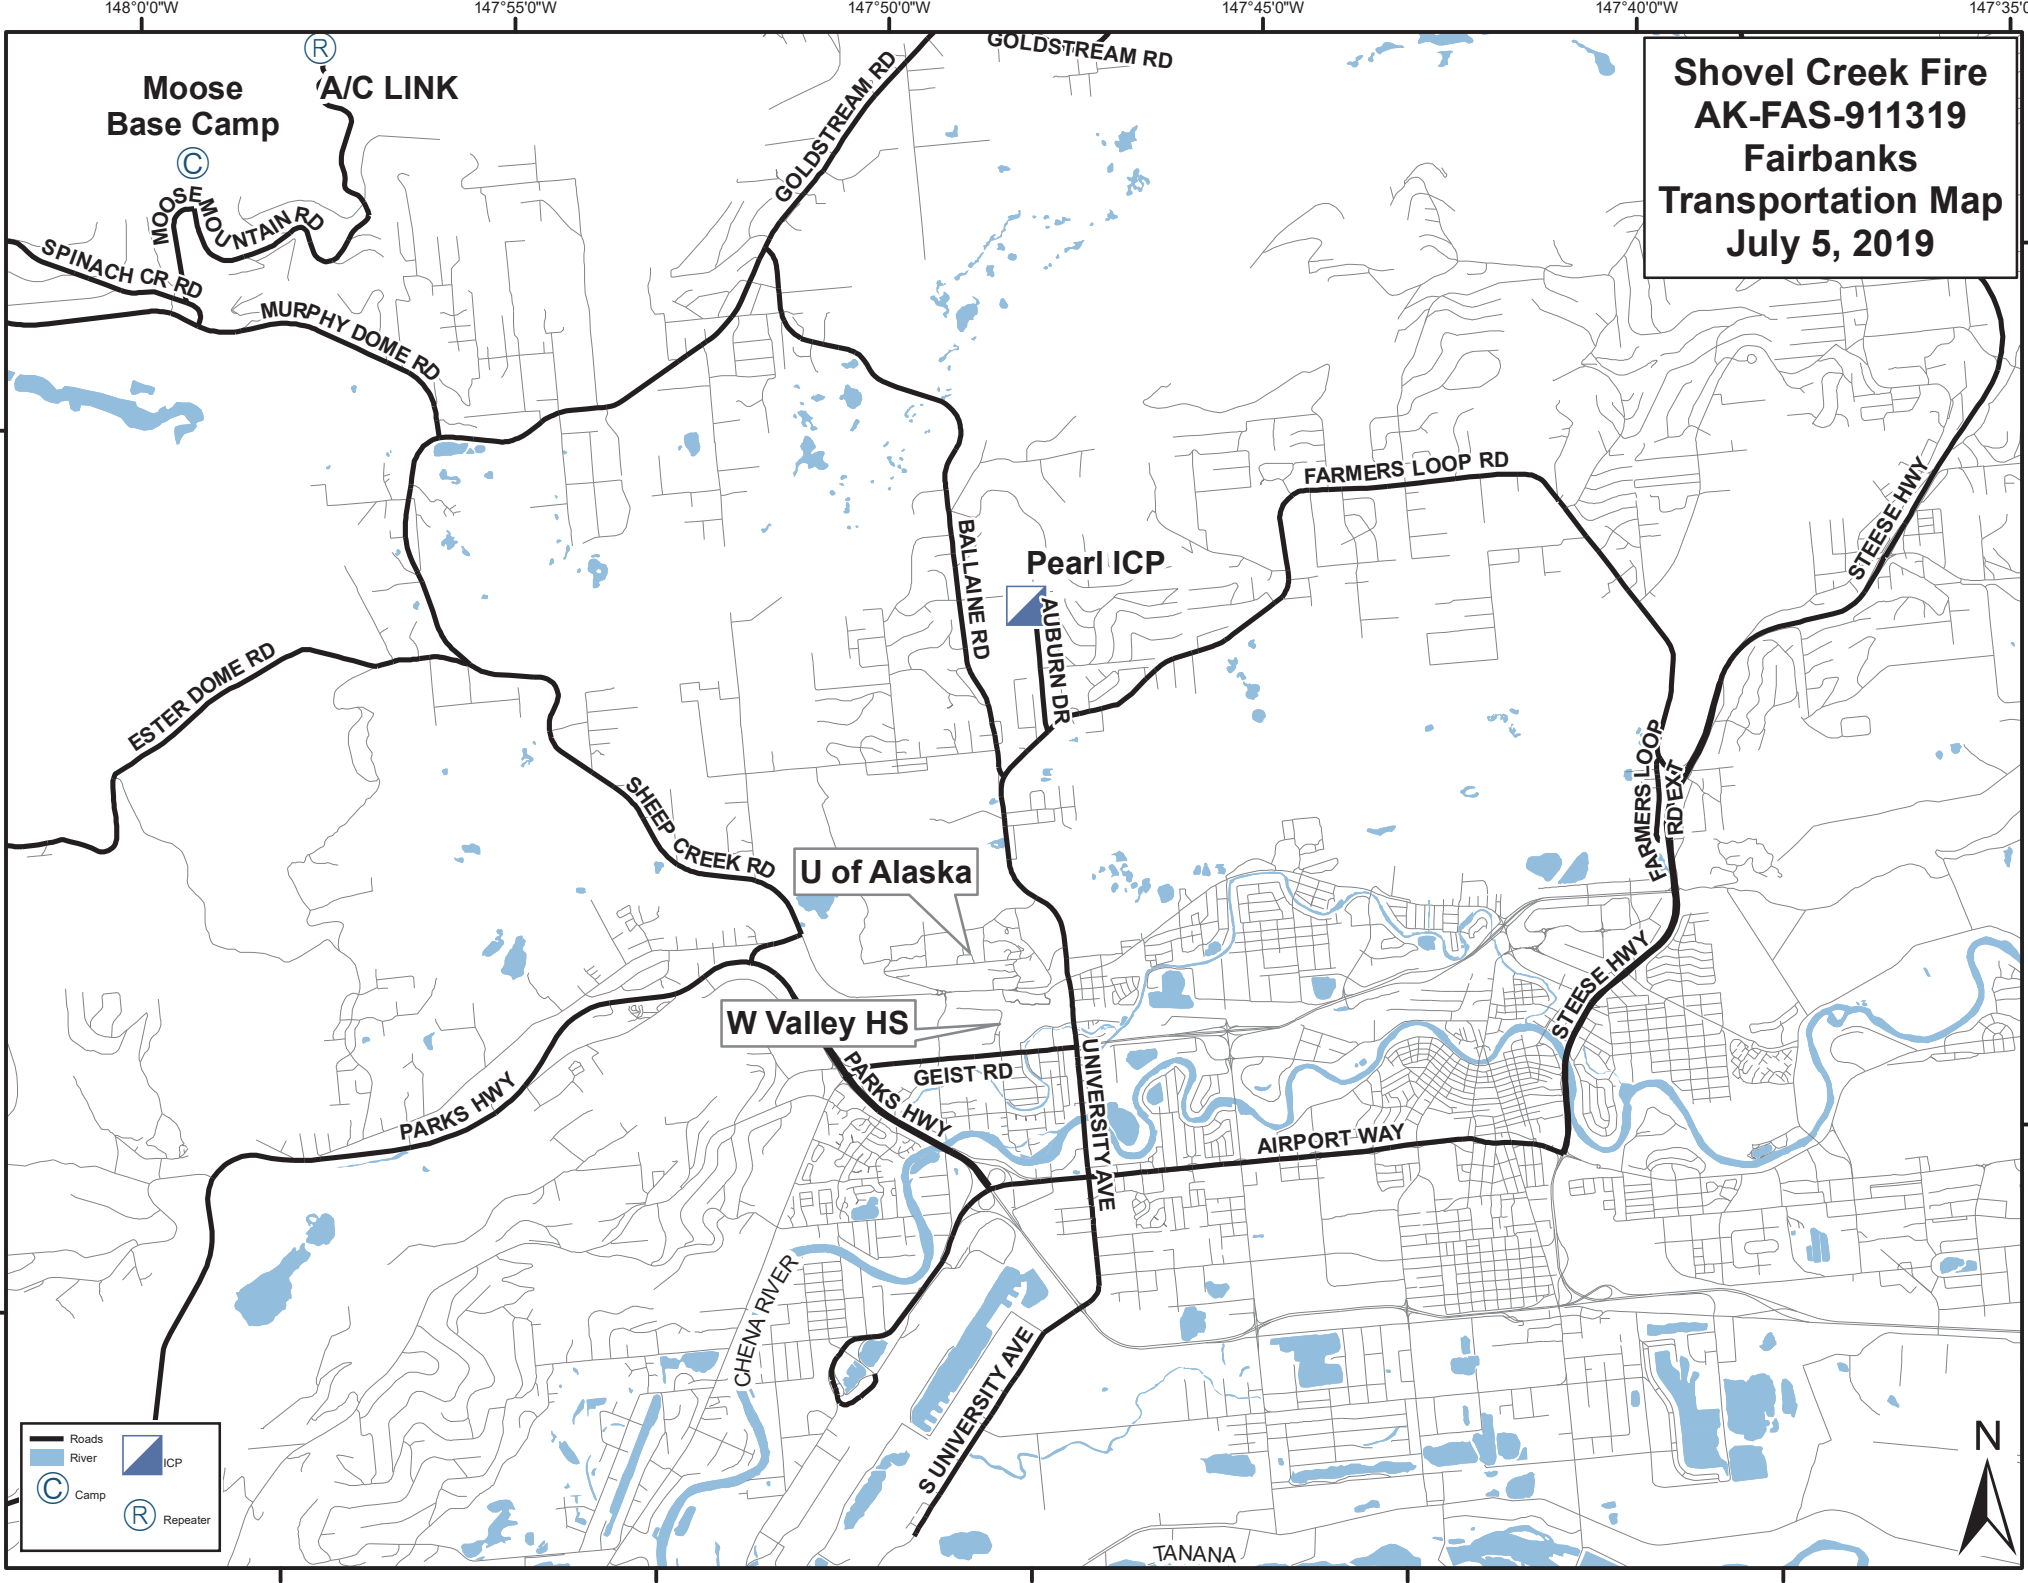 148°0'0"W
147°55'0"W
147°50'0"W
147°45'0"W
147°40'0"W
147°35'0
Shovel Creek Fire
AK-FAS-911319
Fairbanks
Transportation Map
July 5, 2019
R
A/C LINK
Moose
Base Camp
C
MOOSE MOUNTAIN RD
SPINACH CR RD
MURPHY DOME RD
GOLDSTREAM RD
GOLDSTREAM RD
FARMERS LOOP RD
STEESE HWY
BALLAINE RD
Pearl ICP
AUBURN DR
ESTER DOME RD
SHEEP CREEK RD
FARMERS LOOP
RD EXT
U of Alaska
W Valley HS
STEESE HWY
GEIST RD
PARKS HWY
PARKS HWY
UNIVERSITY AVE
AIRPORT WAY
CHENA RIVER
S UNIVERSITY AVE
TANANA
N
Roads
River
ICP
C
Camp
R
Repeater